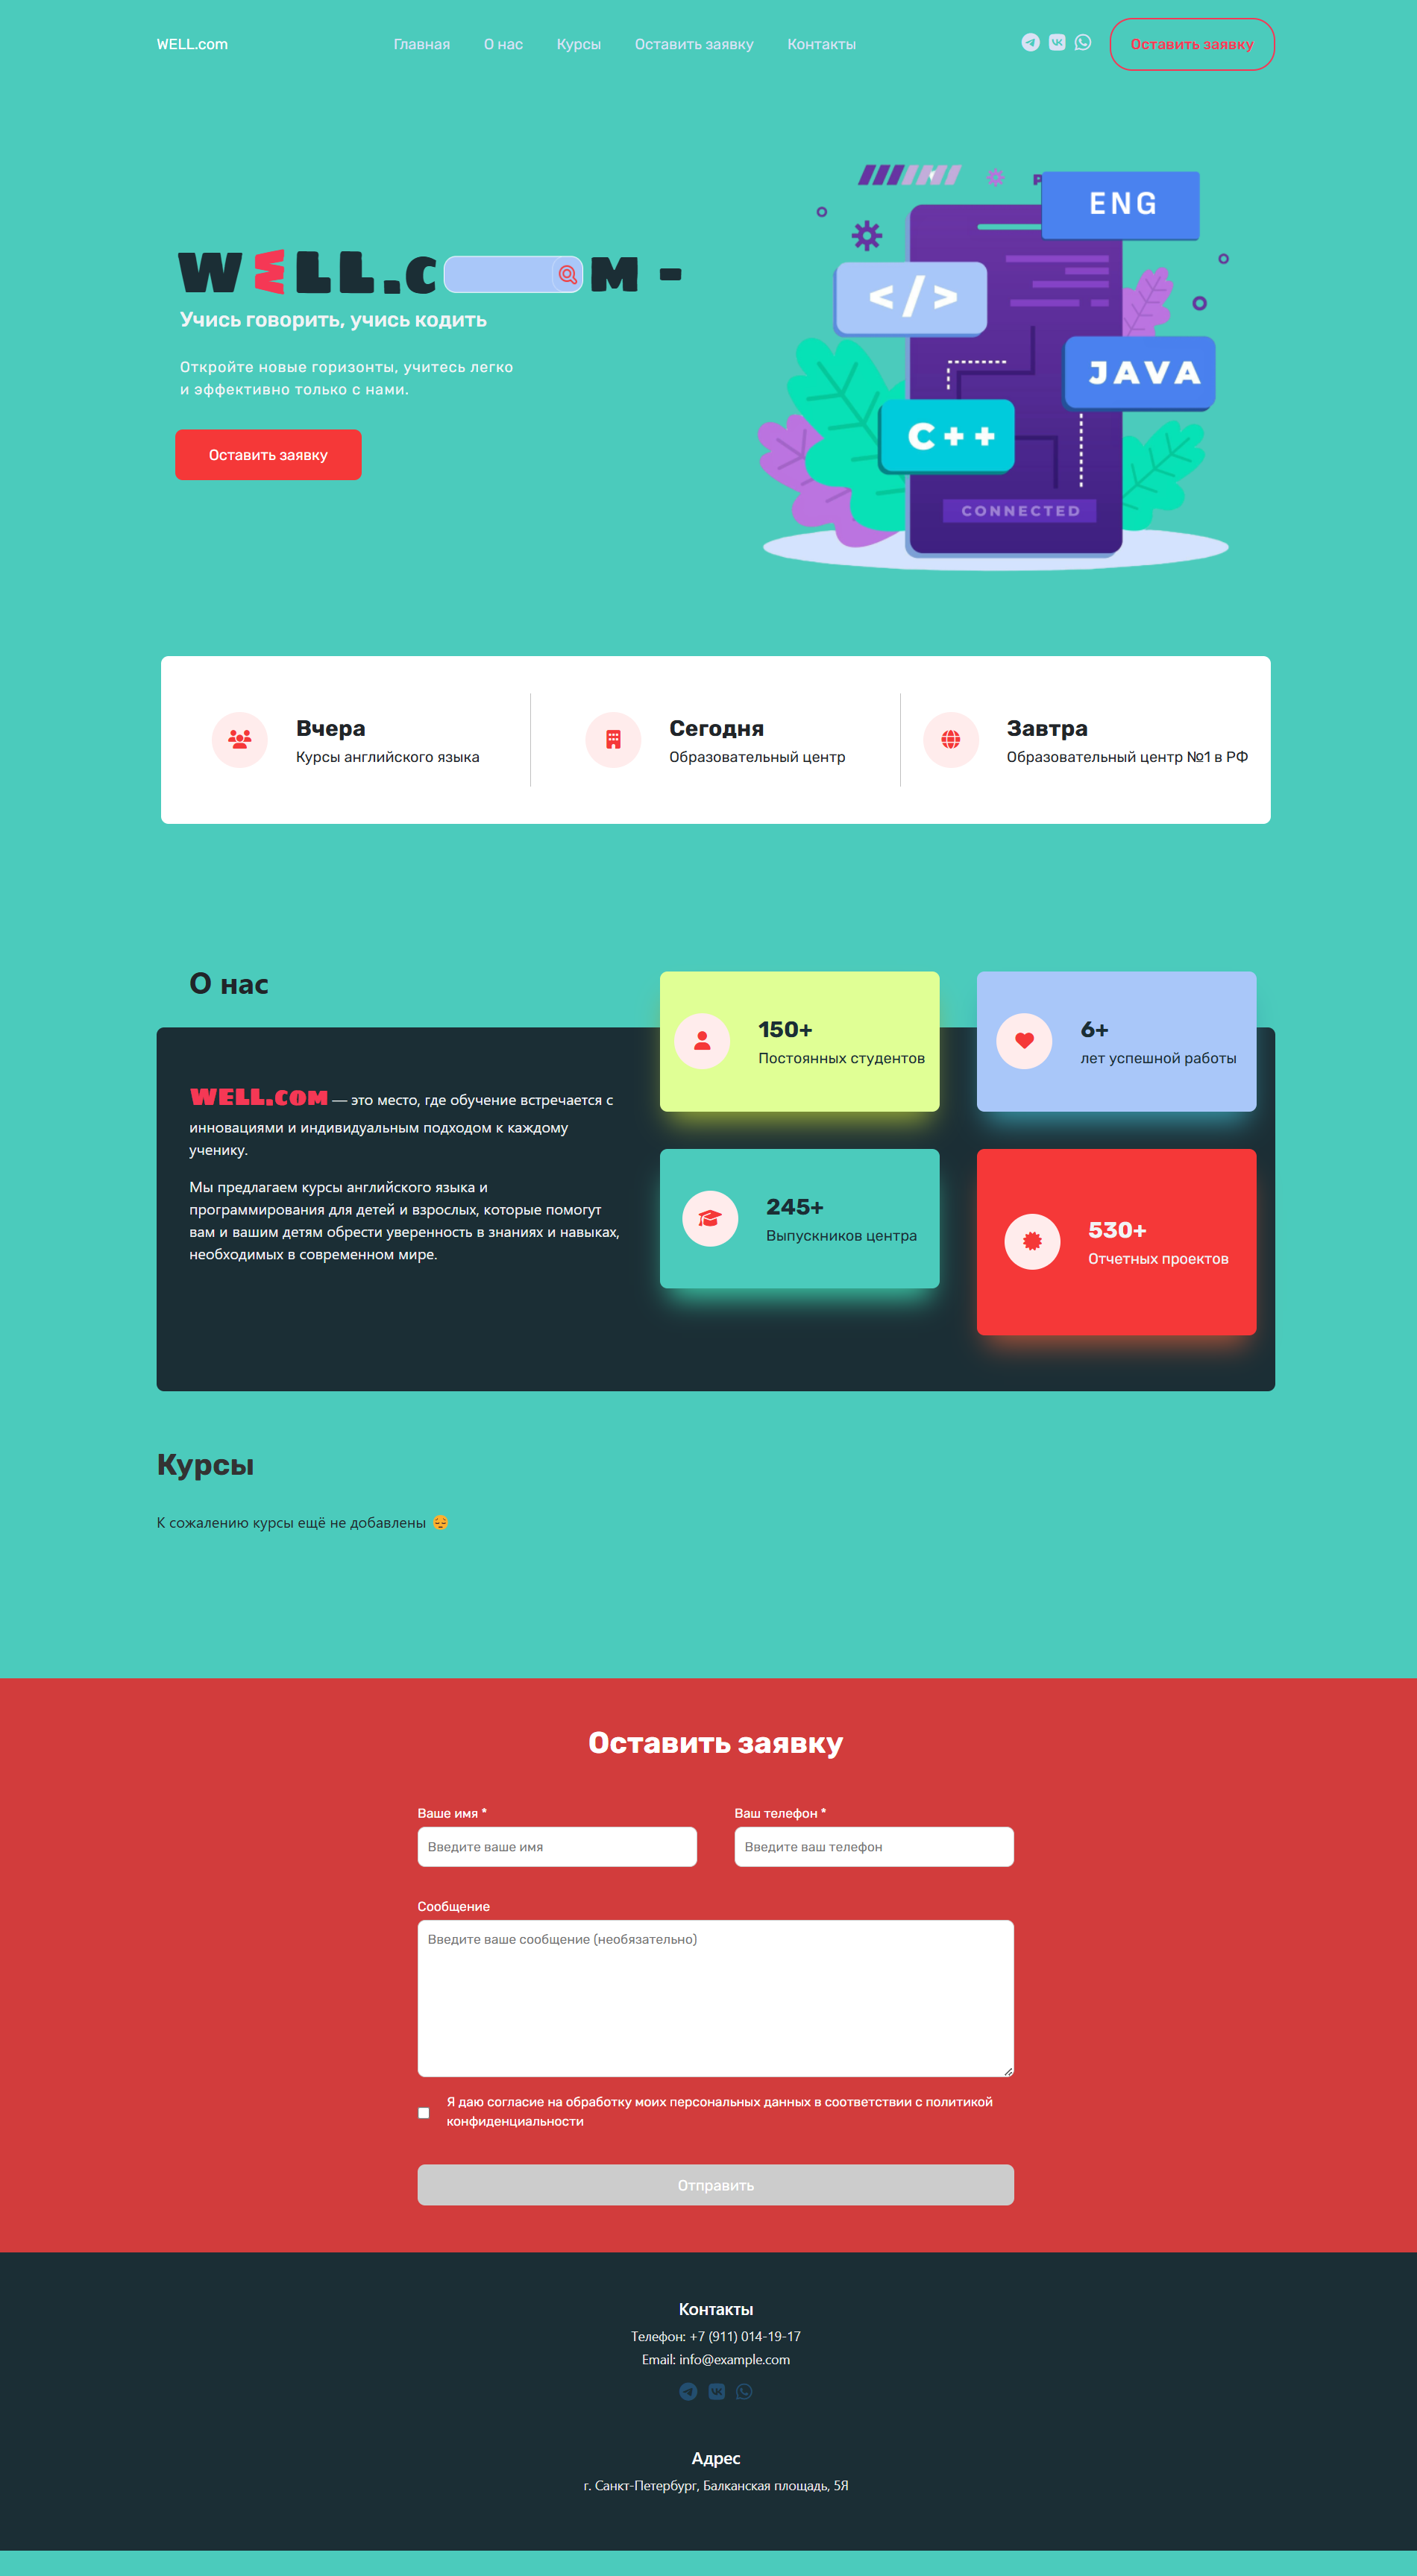 WELL.com
Главная
О нас
Курсы
Оставить заявку
Контакты
Оставить заявку
WELL.C M -
Учись говорить, учись кодить
Откройте новые горизонты, учитесь легко
и эффективно только с нами.
Оставить заявку
ENG
</>
JAVA
C++
CONNECTED
Вчера
Курсы английского языка
Сегодня
Образовательный центр
Завтра
Образовательный центр №1 в РФ
О нас
WELL.COM — это место, где обучение встречается с
инновациями и индивидуальным подходом к каждому
ученику.
Мы предлагаем курсы английского языка и
программирования для детей и взрослых, которые помогут
вам и вашим детям обрести уверенность в знаниях и навыках,
необходимых в современном мире.
150+
Постоянных студентов
6+
лет успешной работы
245+
Выпускников центра
530+
Отчетных проектов
Курсы
К сожалению курсы ещё не добавлены 😔
Оставить заявку
Ваше имя *
Введите ваше имя
Ваш телефон *
Введите ваш телефон
Сообщение
Введите ваше сообщение (необязательно)
Я даю согласие на обработку моих персональных данных в соответствии с политикой
конфиденциальности
Отправить
Контакты
Телефон: +7 (911) 014-19-17
Email: info@example.com
Адрес
г. Санкт-Петербург, Балканская площадь, 5Я